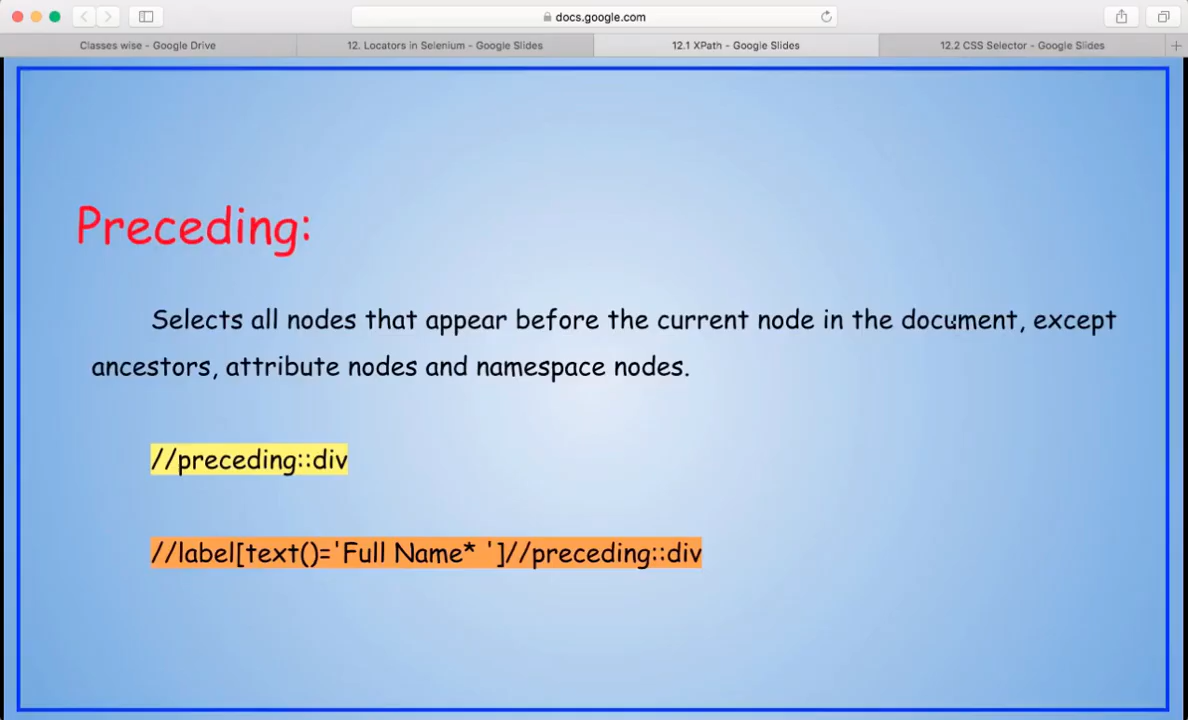 docs.google.com
Classes wise - Google Drive
12. Locators in Selenium - Google Slides
12.1 XPath - Google Slides
12.2 CSS Selector - Google Slides
Preceding:
Selects all nodes that appear before the current node in the document, except
ancestors, attribute nodes and namespace nodes.
//preceding::div
//label[text()='Full Name* ']//preceding::div